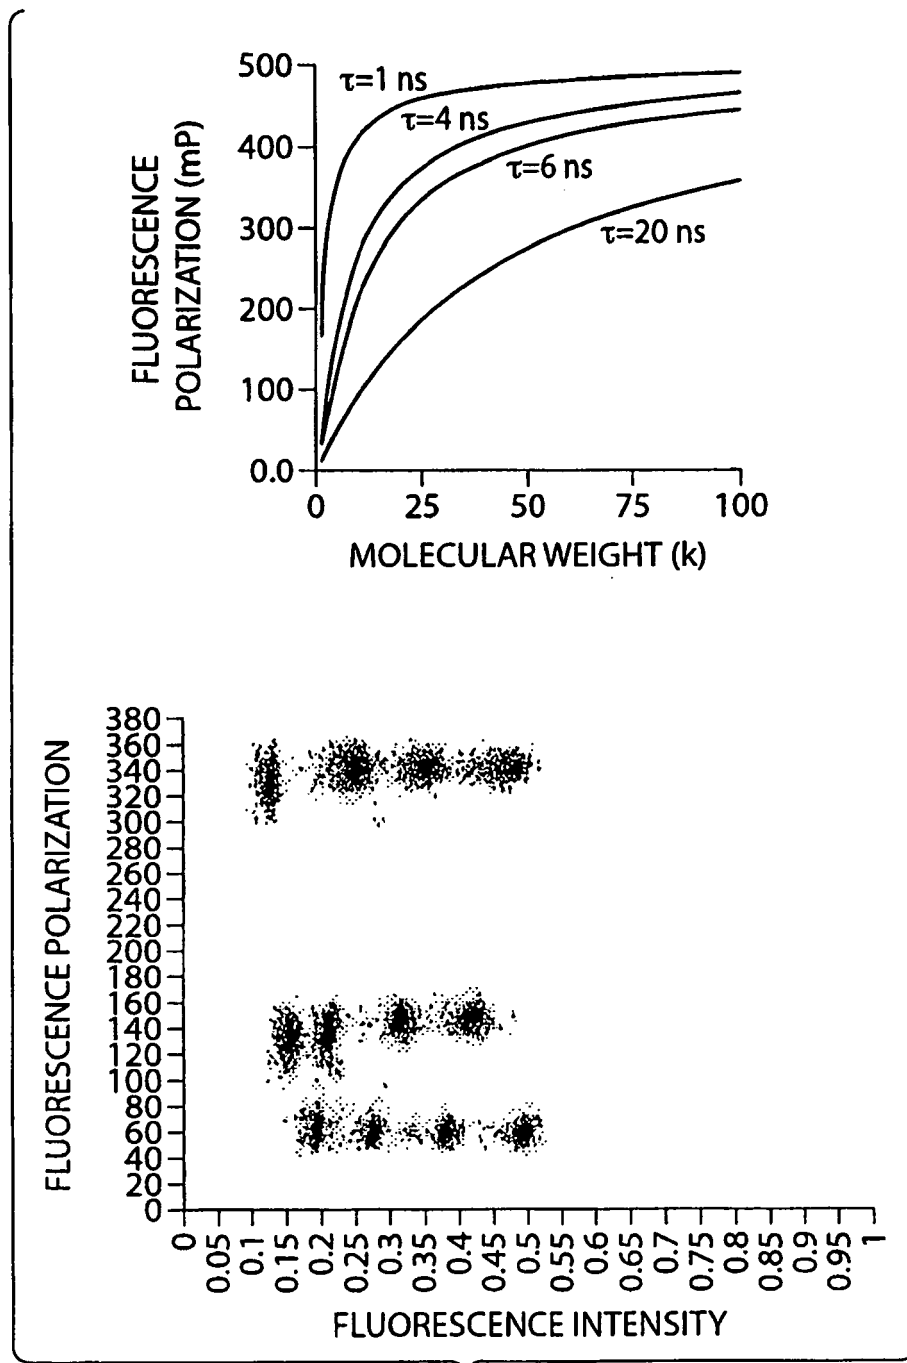 500
400
300
200
100
0.0
FLUORESCENCE
POLARIZATION (mP)
τ=1 ns
τ=4 ns
τ=6 ns
τ=20 ns
0 25 50 75 100
MOLECULAR WEIGHT (k)
380
360
340
320
300
280
260
240
220
200
180
160
140
120
100
80
60
40
20
0
FLUORESCENCE POLARIZATION
0 0.05 0.1 0.15 0.2 0.25 0.3 0.35 0.4 0.45 0.5 0.55 0.6 0.65 0.7 0.75 0.8 0.85 0.9 0.95 1
FLUORESCENCE INTENSITY